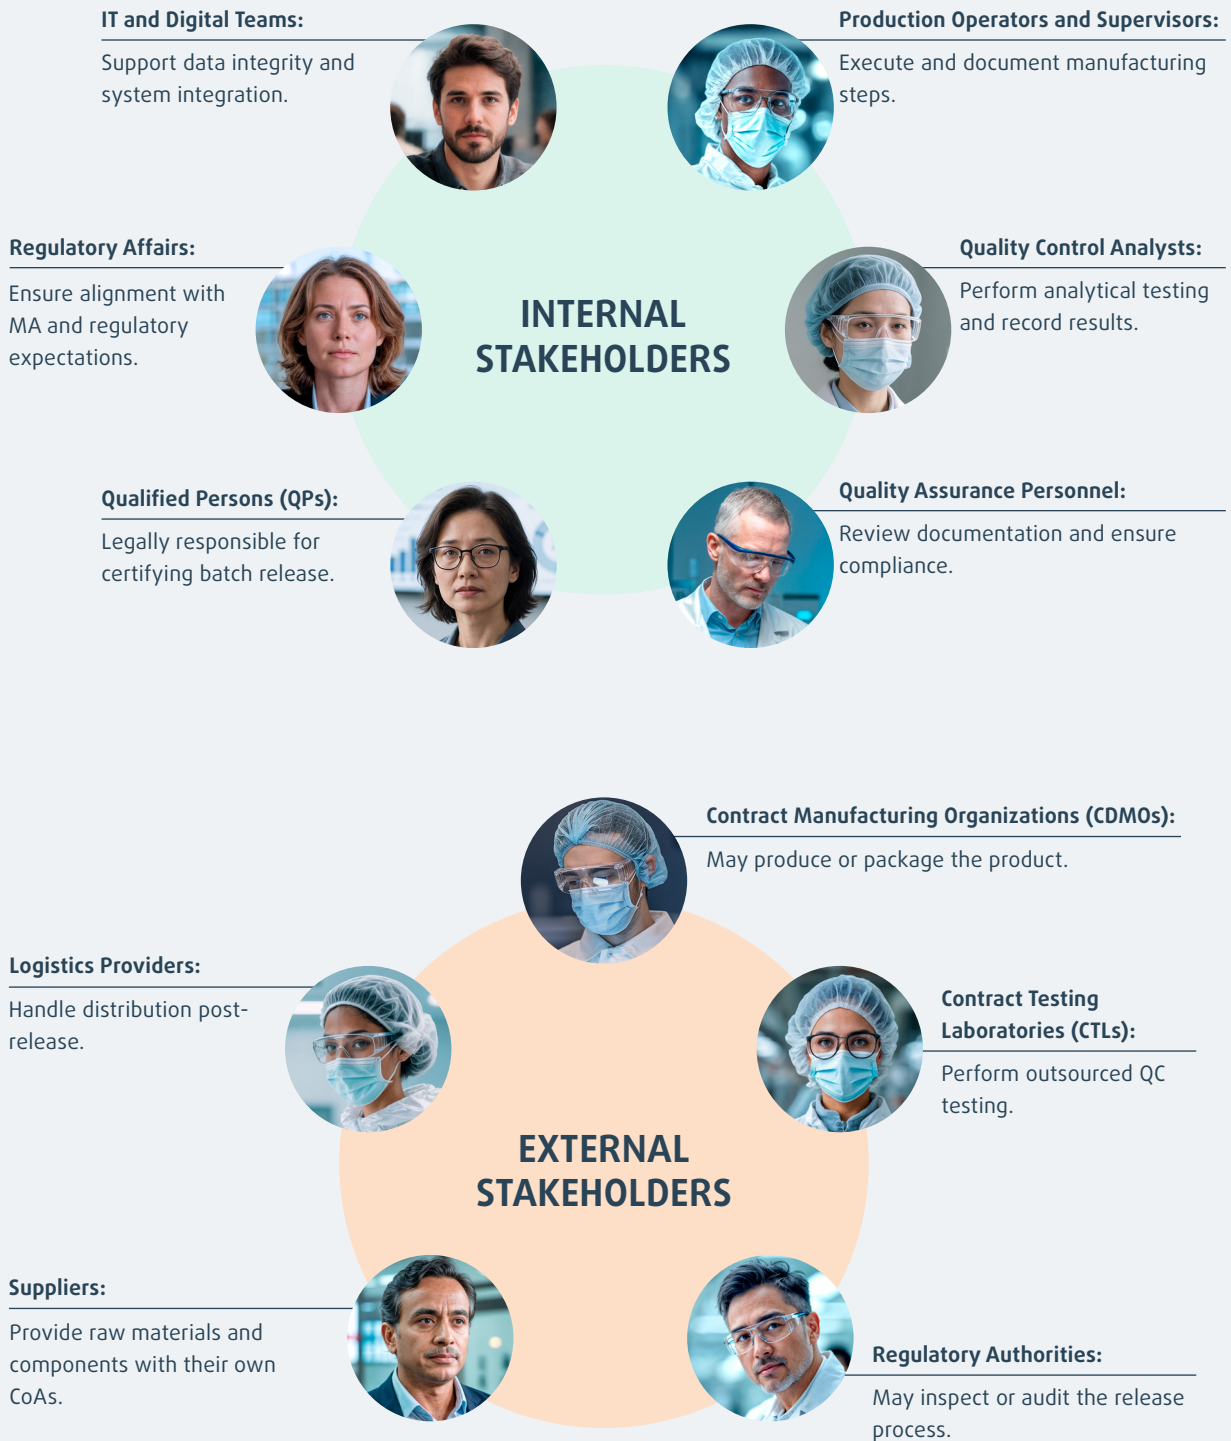 IT and Digital Teams:
Support data integrity and
system integration.
Production Operators and Supervisors:
Execute and document manufacturing
steps.
Regulatory Affairs:
Ensure alignment with
MA and regulatory
expectations.
INTERNAL
STAKEHOLDERS
Quality Control Analysts:
Perform analytical testing
and record results.
Qualified Persons (QPs):
Legally responsible for
certifying batch release.
Quality Assurance Personnel:
Review documentation and ensure
compliance.
Contract Manufacturing Organizations (CDMOs):
May produce or package the product.
Logistics Providers:
Handle distribution post-
release.
Contract Testing
Laboratories (CTLs):
Perform outsourced QC
testing.
EXTERNAL
STAKEHOLDERS
Suppliers:
Provide raw materials and
components with their own
CoAs.
Regulatory Authorities:
May inspect or audit the release
process.